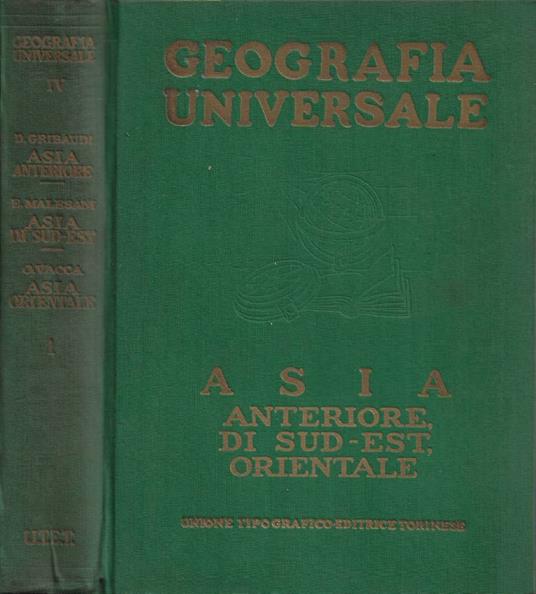 GEOGRAFIA
UNIVERSALE
IV
D. GRIBAUDI
ASIA
ANTERIORE
E. MALESANI
ASIA
DI SUD-EST
G. VACCA
ASIA
ORIENTALE
1
U.T.E.T.
GEOGRAFIA
UNIVERSALE
ASIA
ANTERIORE,
DI SUD-EST,
ORIENTALE
UNIONE TIPOGRAFICO-EDITRICE TORINESE